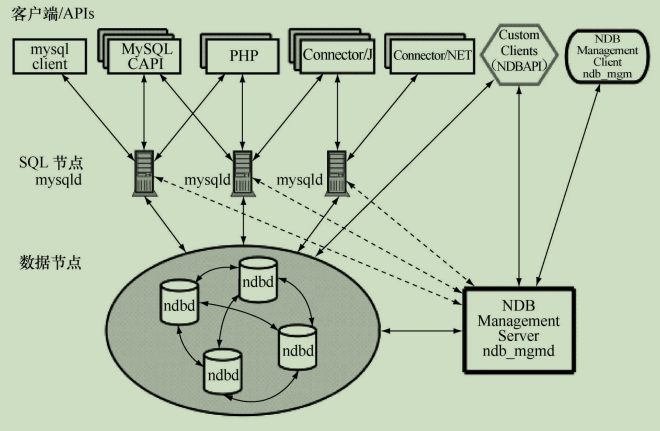 客户端/APIs
mysql
client
MySQL
CAPI
PHP
Connector/J
Connector/NET
Custom
Clients
(NDBAPI)
NDB
Management
Client
ndb_mgm
SQL 节点
mysqld
mysqld
mysqld
数据节点
ndbd
ndbd
ndbd
ndbd
NDB
Management
Server
ndb_mgmd